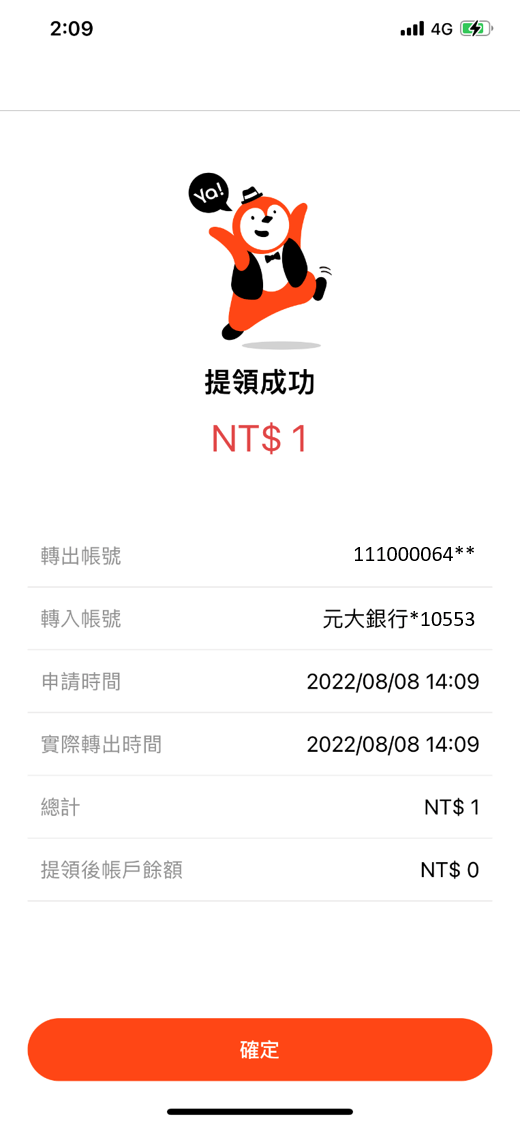 2:09
4G
Ya!
提領成功
NT$ 1
轉出帳號 111000064**
轉入帳號 元大銀行*10553
申請時間 2022/08/08 14:09
實際轉出時間 2022/08/08 14:09
總計 NT$ 1
提領後帳戶餘額 NT$ 0
確定